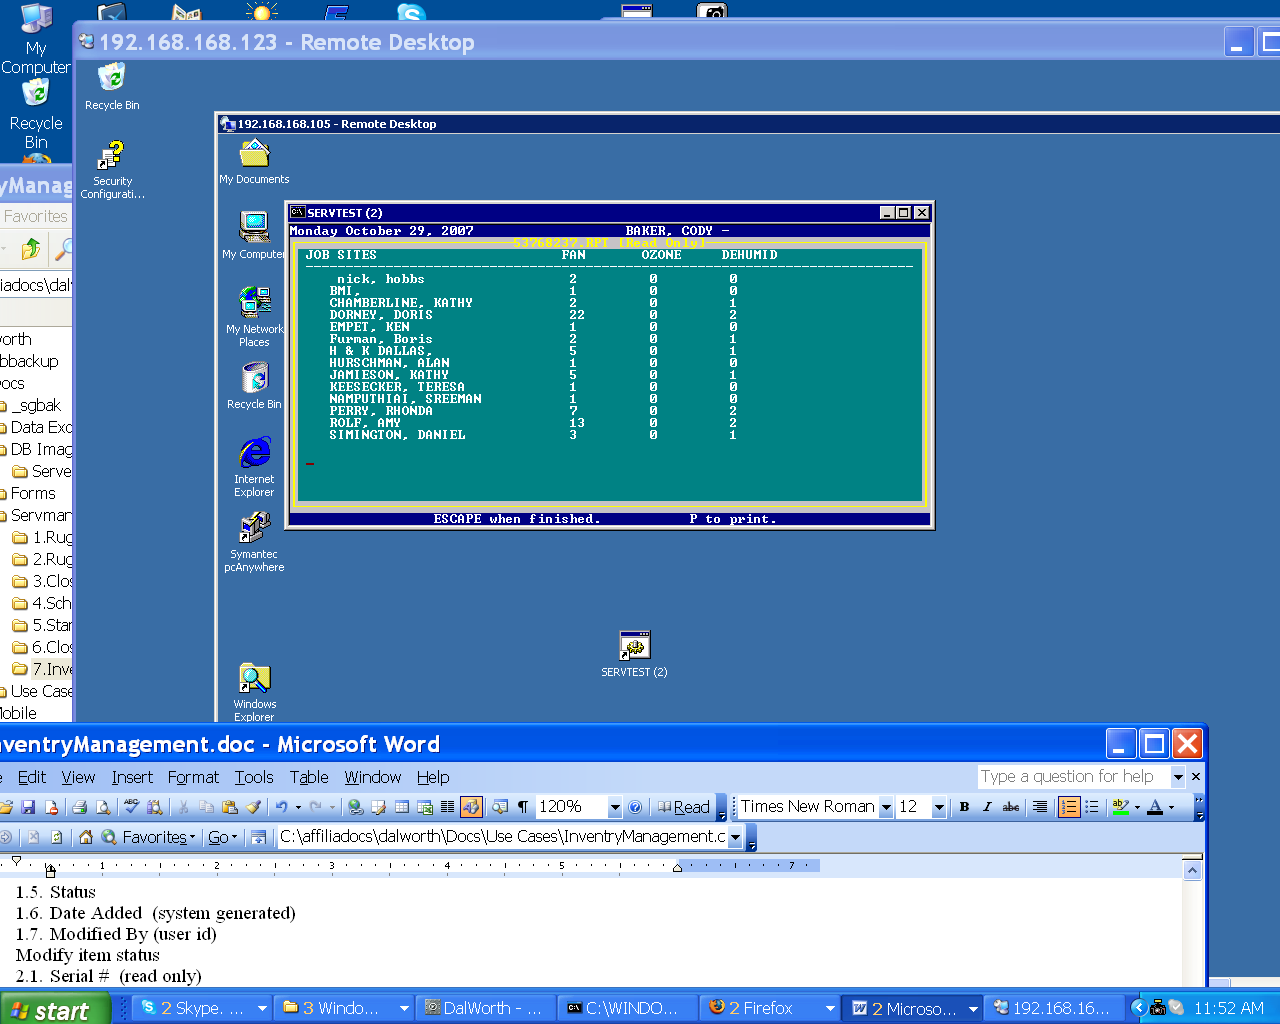 My Computer
Recycle Bin
192.168.168.123 - Remote Desktop
Recycle Bin
Security Configurati...
192.168.168.105 - Remote Desktop
My Documents
My Computer
My Network Places
Recycle Bin
Internet Explorer
Symantec pcAnywhere
Windows Explorer
SERVTEST (2)
SERVTEST (2)
Monday October 29, 2007 BAKER, CODY -
53768237.RPT [Read Only]
JOB SITES FAN OZONE DEHUMID
nick, hobbs 2 0 0
BMI, 1 0 0
CHAMBERLINE, KATHY 2 0 1
DORNEY, DORIS 22 0 2
EMPET, KEN 1 0 0
Furman, Boris 2 0 1
H & K DALLAS, 5 0 1
HURSCHMAN, ALAN 1 0 0
JAMIESON, KATHY 5 0 1
KEESECKER, TERESA 1 0 0
NAMPUTHIAI, SREEMAN 1 0 0
PERRY, RHONDA 7 0 2
ROLF, AMY 13 0 2
SIMINGTON, DANIEL 3 0 1
ESCAPE when finished. P to print.
yManag
Favorites
iadocs\dal
orth
bbackup
ocs
_sgbak
Data Exc
DB Imag
Serve
Forms
Servmar
1.Rug
2.Rug
3.Clos
4.Sch
5.Star
6.Clos
7.Inve
Use Case
Mobile
nventryManagement.doc - Microsoft Word
Edit View Insert Format Tools Table Window Help
Type a question for help
120% Read Times New Roman 12 B I abc A
Favorites Go C:\affiliadocs\dalworth\Docs\Use Cases\InventryManagement.c
1 2 3 4 5 7
1.5. Status
1.6. Date Added (system generated)
1.7. Modified By (user id)
Modify item status
2.1. Serial # (read only)
start
2 Skype. ...
3 Windo...
DalWorth - ...
C:\WINDO...
2 Firefox
2 Microso...
192.168.16...
11:52 AM